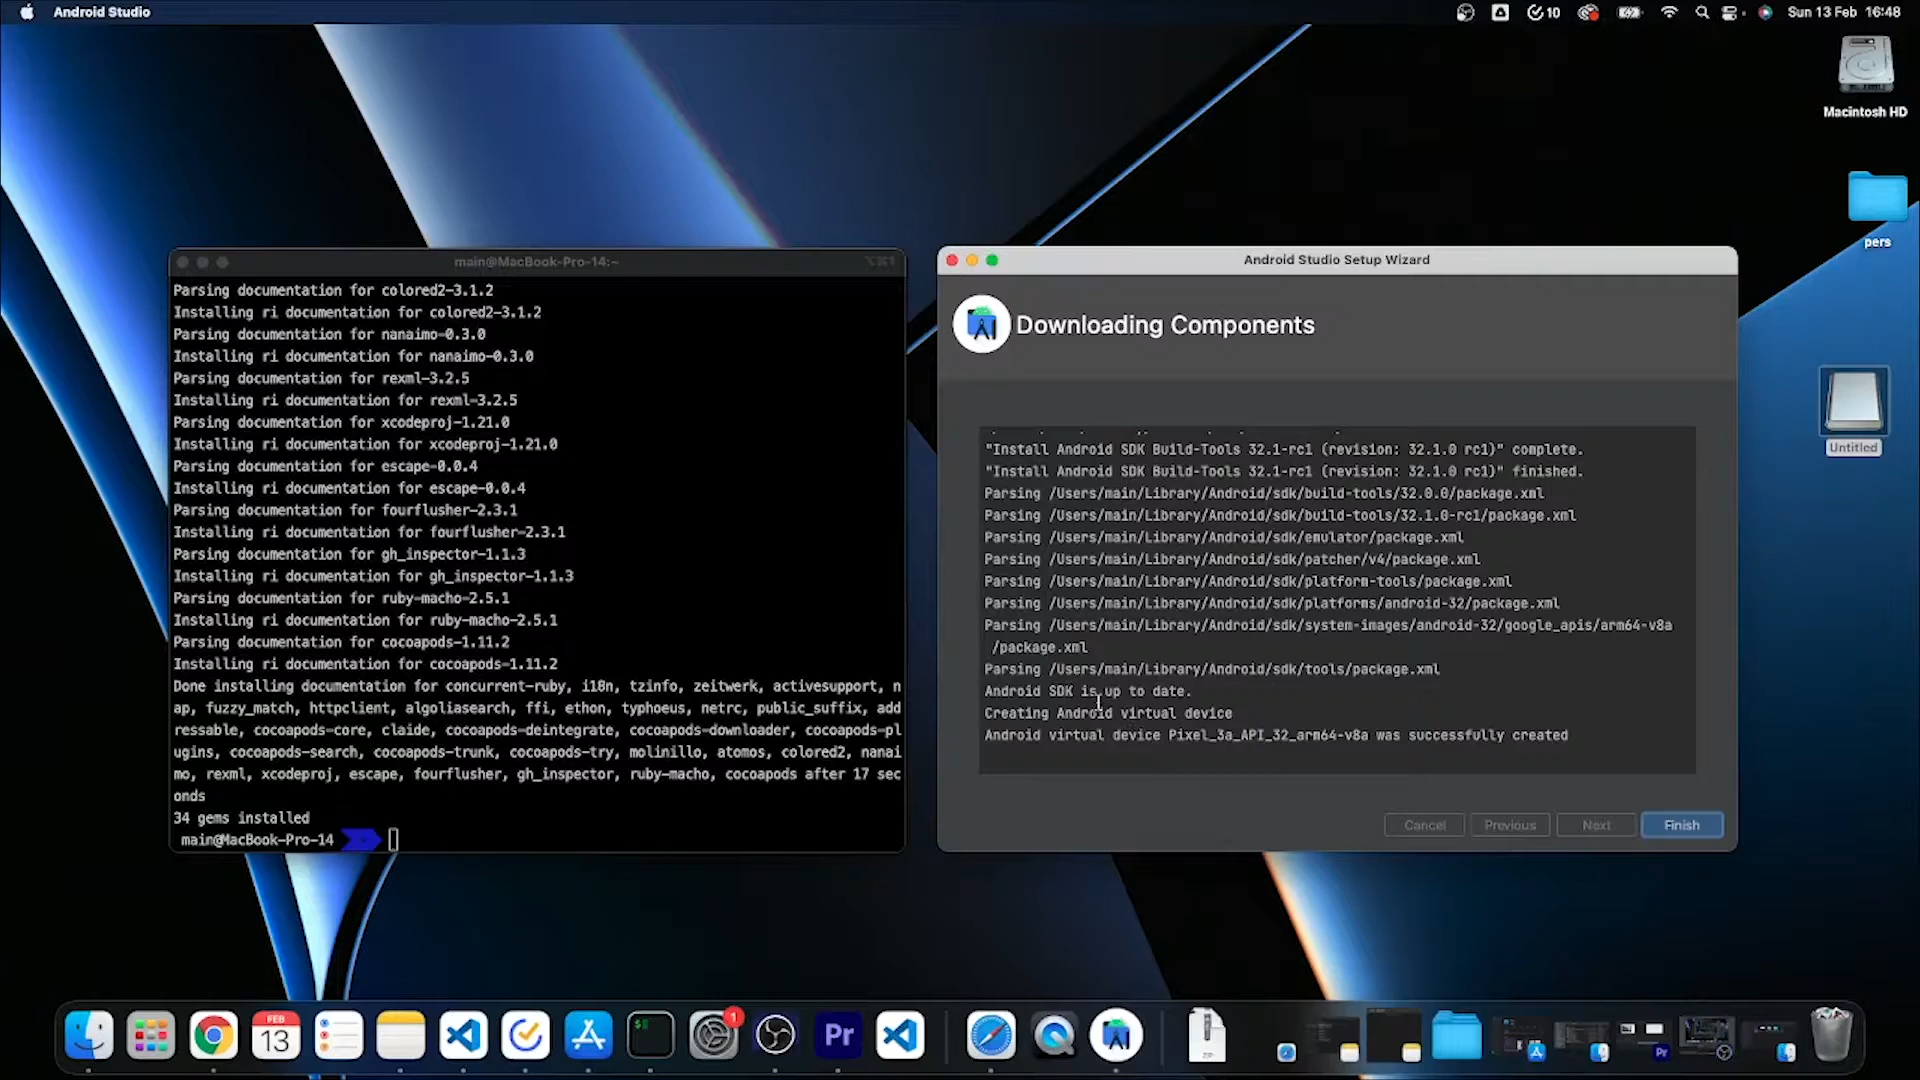 Android Studio
10
Sun 13 Feb 16:48
Macintosh HD
pers
Untitled
main@MacBook-Pro-14:~
Parsing documentation for colored2-3.1.2
Installing ri documentation for colored2-3.1.2
Parsing documentation for nanaimo-0.3.0
Installing ri documentation for nanaimo-0.3.0
Parsing documentation for rexml-3.2.5
Installing ri documentation for rexml-3.2.5
Parsing documentation for xcodeproj-1.21.0
Installing ri documentation for xcodeproj-1.21.0
Parsing documentation for escape-0.0.4
Installing ri documentation for escape-0.0.4
Parsing documentation for fourflusher-2.3.1
Installing ri documentation for fourflusher-2.3.1
Parsing documentation for gh_inspector-1.1.3
Installing ri documentation for gh_inspector-1.1.3
Parsing documentation for ruby-macho-2.5.1
Installing ri documentation for ruby-macho-2.5.1
Parsing documentation for cocoapods-1.11.2
Installing ri documentation for cocoapods-1.11.2
Done installing documentation for concurrent-ruby, i18n, tzinfo, zeitwerk, activesupport, n
ap, fuzzy_match, httpclient, algoliasearch, ffi, ethon, typhoeus, netrc, public_suffix, add
ressable, cocoapods-core, claide, cocoapods-deintegrate, cocoapods-downloader, cocoapods-pl
ugins, cocoapods-search, cocoapods-trunk, cocoapods-try, molinillo, atomos, colored2, nanai
mo, rexml, xcodeproj, escape, fourflusher, gh_inspector, ruby-macho, cocoapods after 17 sec
onds
34 gems installed
main@MacBook-Pro-14
Android Studio Setup Wizard
Downloading Components
"Install Android SDK Build-Tools 32.1-rc1 (revision: 32.1.0 rc1)" complete.
"Install Android SDK Build-Tools 32.1-rc1 (revision: 32.1.0 rc1)" finished.
Parsing /Users/main/Library/Android/sdk/build-tools/32.0.0/package.xml
Parsing /Users/main/Library/Android/sdk/build-tools/32.1.0-rc1/package.xml
Parsing /Users/main/Library/Android/sdk/emulator/package.xml
Parsing /Users/main/Library/Android/sdk/patcher/v4/package.xml
Parsing /Users/main/Library/Android/sdk/platform-tools/package.xml
Parsing /Users/main/Library/Android/sdk/platforms/android-32/package.xml
Parsing /Users/main/Library/Android/sdk/system-images/android-32/google_apis/arm64-v8a
/package.xml
Parsing /Users/main/Library/Android/sdk/tools/package.xml
Android SDK is up to date.
Creating Android virtual device
Android virtual device Pixel_3a_API_32_arm64-v8a was successfully created
Cancel
Previous
Next
Finish
FEB
13
1
Pr
ZIP
Pr